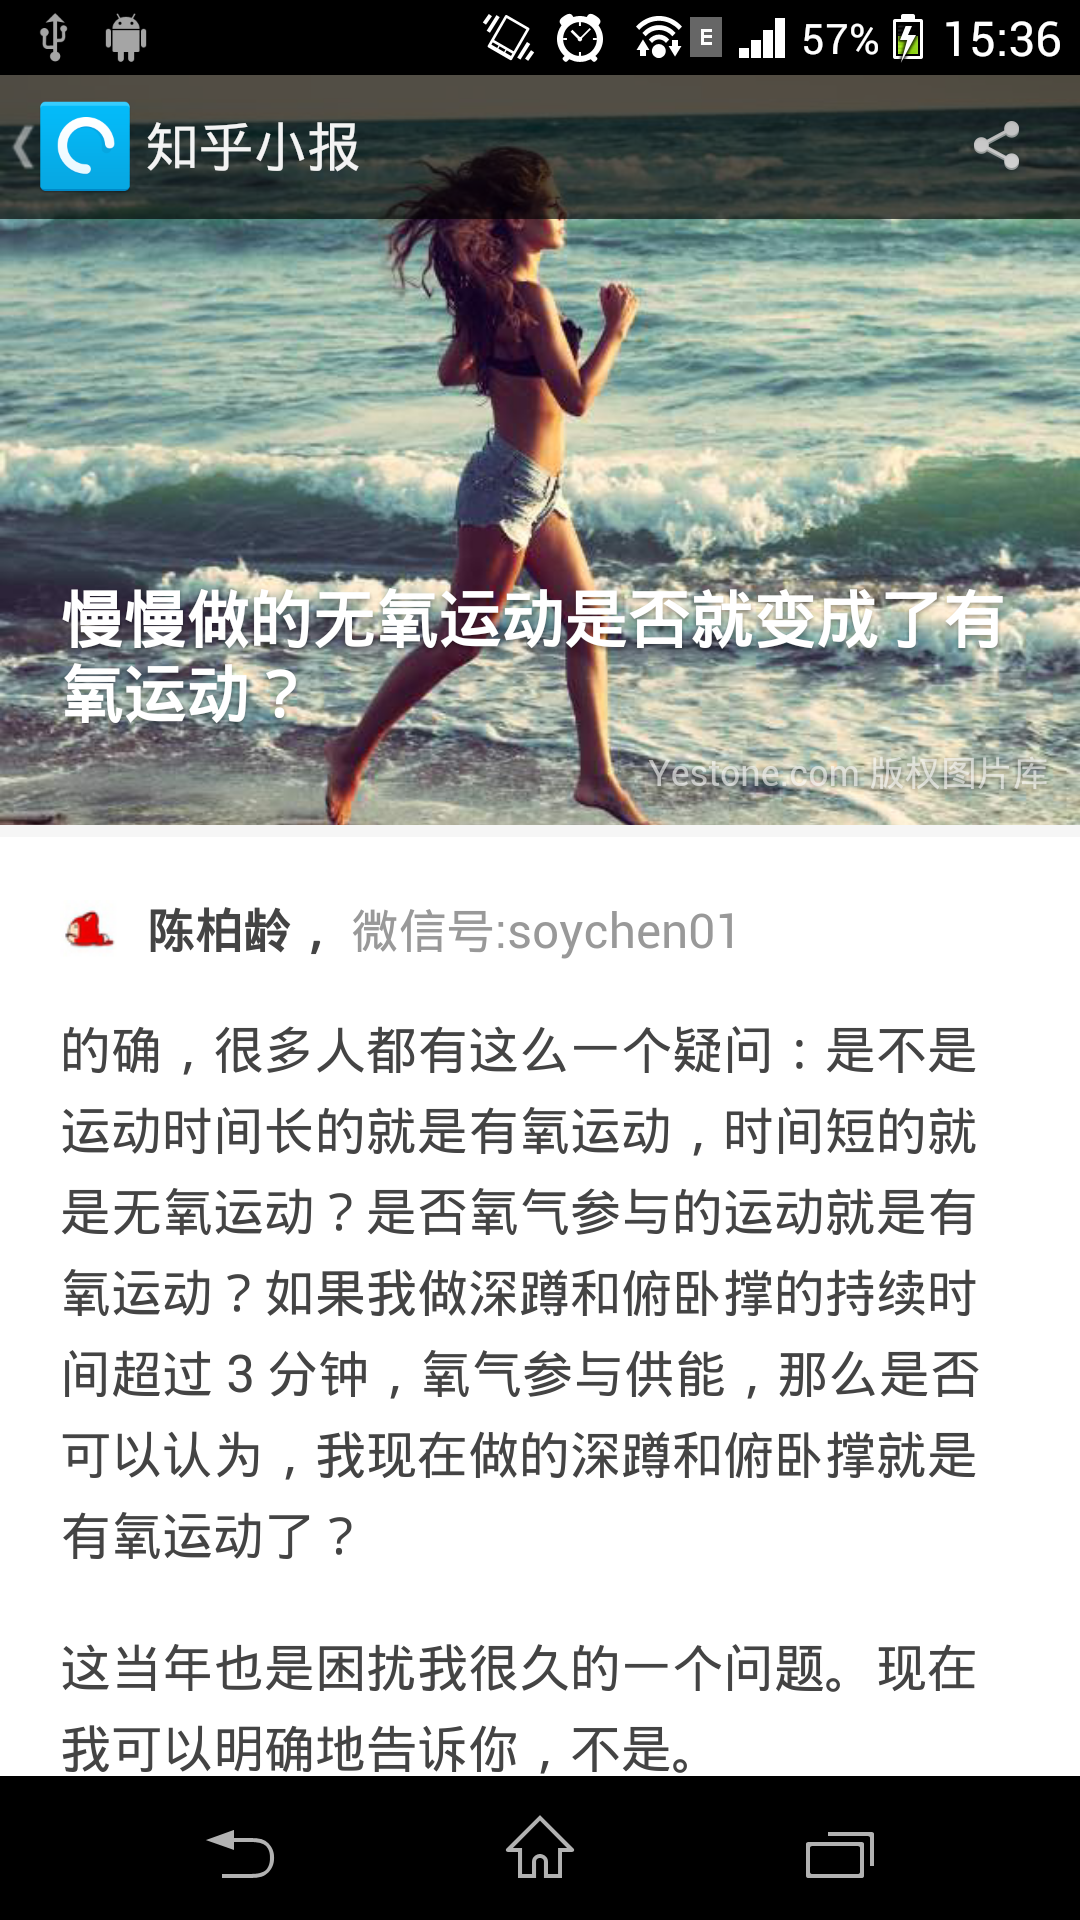 E 57% 15:36
知乎小报
慢慢做的无氧运动是否就变成了有
氧运动？
Yestone.com 版权图片库
陈柏龄， 微信号:soychen01
的确，很多人都有这么一个疑问：是不是
运动时间长的就是有氧运动，时间短的就
是无氧运动？是否氧气参与的运动就是有
氧运动？如果我做深蹲和俯卧撑的持续时
间超过 3 分钟，氧气参与供能，那么是否
可以认为，我现在做的深蹲和俯卧撑就是
有氧运动了？
这当年也是困扰我很久的一个问题。现在
我可以明确地告诉你，不是。